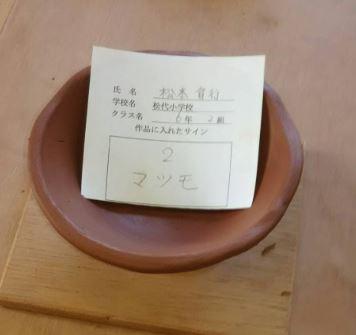 氏 名 松本
学校名 松代小学校
クラス名 6 年 2 組
作品に入れたサイン
2
マツモ